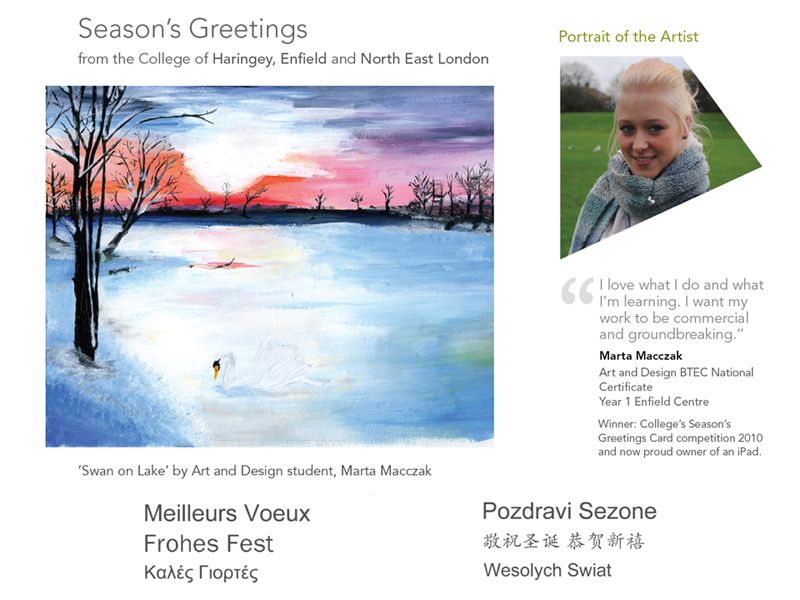 Season's Greetings
from the College of Haringey, Enfield and North East London
Portrait of the Artist
“
I love what I do and what
I'm learning. I want my
work to be commercial
and groundbreaking.”
Marta Macczak
Art and Design BTEC National
Certificate
Year 1 Enfield Centre
Winner: College's Season's
Greetings Card competition 2010
and now proud owner of an iPad.
'Swan on Lake' by Art and Design student, Marta Macczak
Meilleurs Voeux
Frohes Fest
Καλές Γιορτές
Pozdravi Sezone
敬祝圣诞 恭贺新禧
Wesolych Swiat